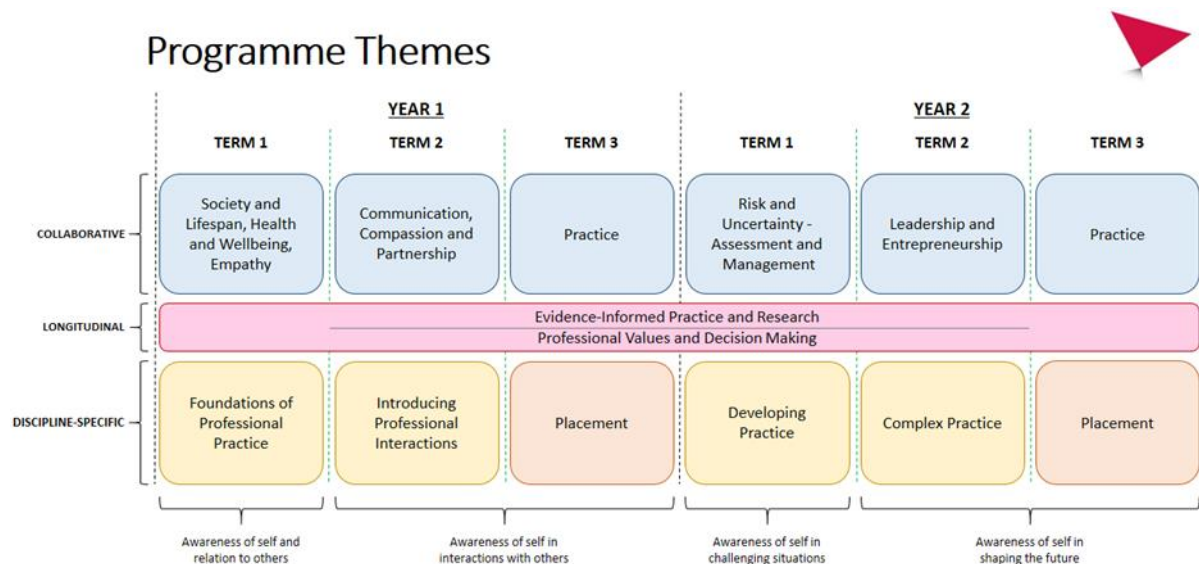 Programme Themes
YEAR 1
YEAR 2
TERM 1
TERM 2
TERM 3
TERM 1
TERM 2
TERM 3
COLLABORATIVE
Society and
Lifespan, Health
and Wellbeing,
Empathy
Communication,
Compassion and
Partnership
Practice
Risk and
Uncertainty -
Assessment and
Management
Leadership and
Entrepreneurship
Practice
LONGITUDINAL
Evidence-Informed Practice and Research
Professional Values and Decision Making
DISCIPLINE-SPECIFIC
Foundations of
Professional
Practice
Introducing
Professional
Interactions
Placement
Developing
Practice
Complex Practice
Placement
Awareness of self and
relation to others
Awareness of self in
interactions with others
Awareness of self in
challenging situations
Awareness of self in
shaping the future